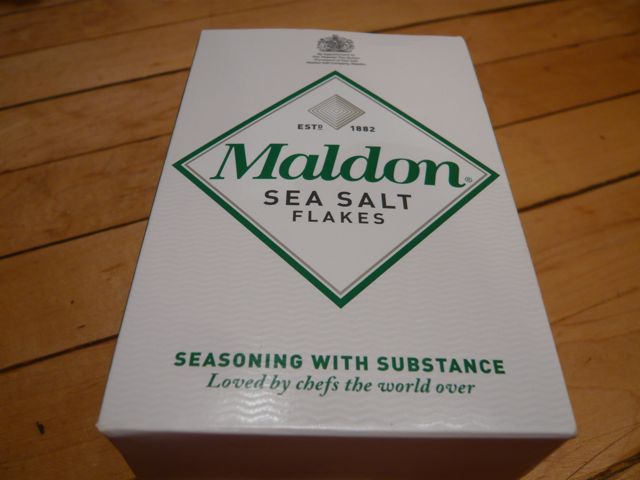 ESTD 1882
Maldon®
SEA SALT
FLAKES
SEASONING WITH SUBSTANCE
Loved by chefs the world over